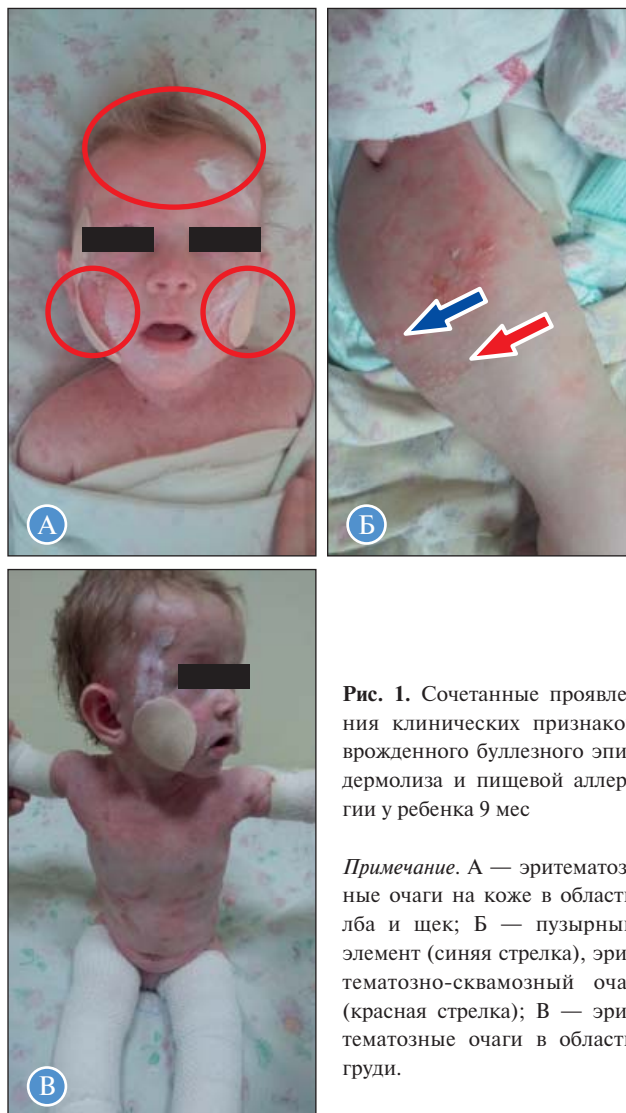 А
Б
В
Рис. 1. Сочетанные проявле-
ния клинических признако
врожденного буллезного эпи-
дермолиза и пищевой аллер-
гии у ребенка 9 мес
Примечание. А — эритематоз-
ные очаги на коже в области
лба и щек; Б — пузырны
элемент (синяя стрелка), эри-
тематозно-сквамозный оча
(красная стрелка); В — эри-
тематозные очаги в области
груди.